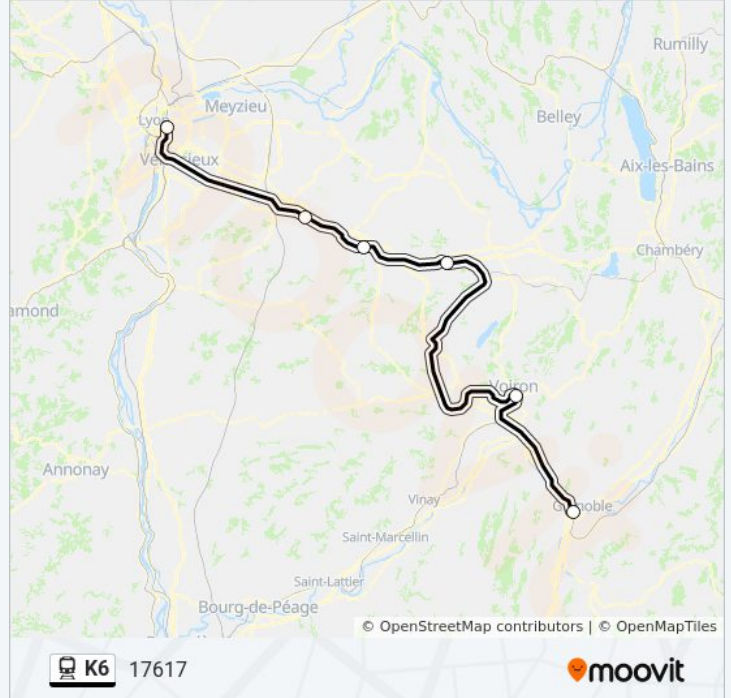 Rumilly
Meyzieu
Lyon
Belley
Vénissieux
Aix-les-Bains
Chambéry
amond
Voiron
Annonay
Vinay
Grenoble
Saint-Marcellin
Saint-Lattier
Bourg-de-Péage
© OpenStreetMap contributors | © OpenMapTiles
K6 17617
moovit